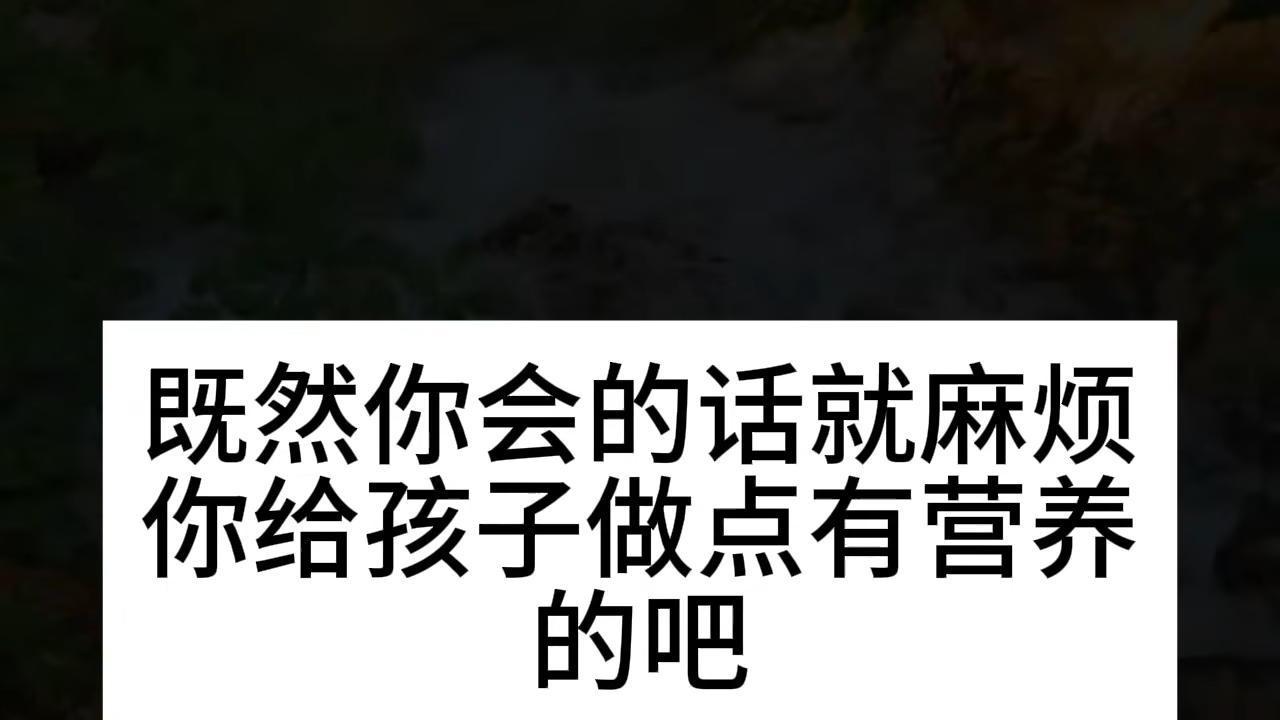 既然你会的话就麻烦
你给孩子做点有营养
的吧